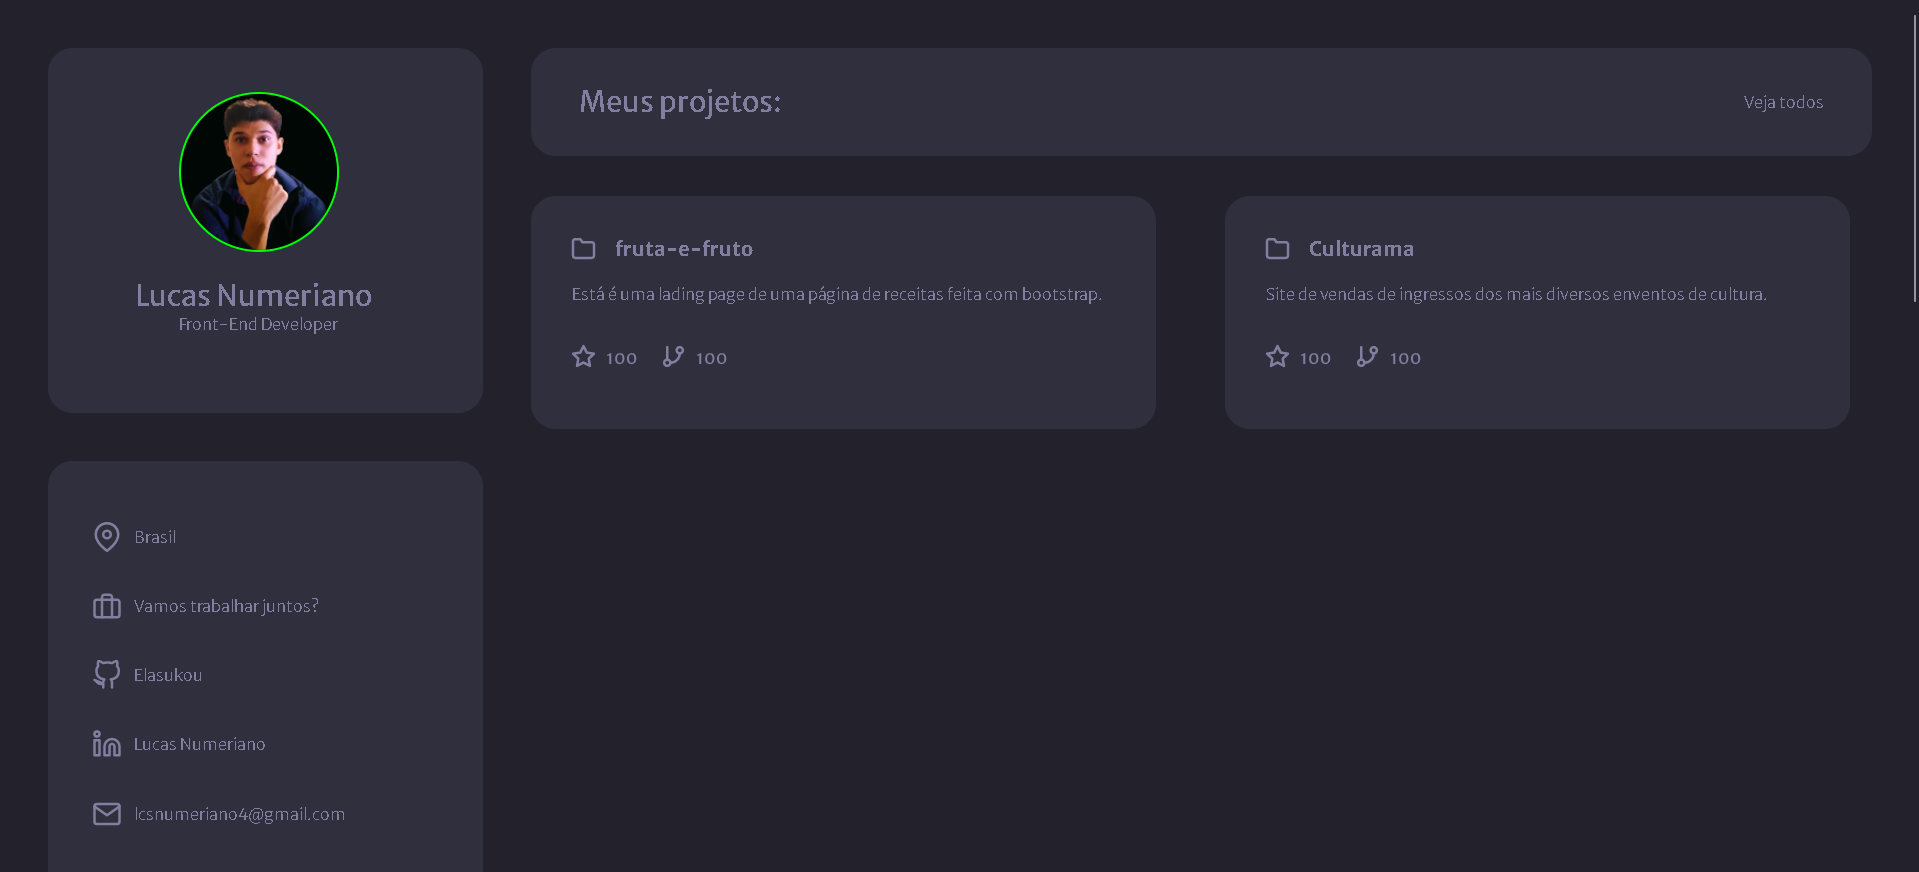 Lucas Numeriano
Front-End Developer
Brasil
Vamos trabalhar juntos?
Elasukou
Lucas Numeriano
lcsnumeriano4@gmail.com
Meus projetos:
Veja todos
fruta-e-fruto
Está é uma lading page de uma página de receitas feita com bootstrap.
100 100
Culturama
Site de vendas de ingressos dos mais diversos enventos de cultura.
100 100